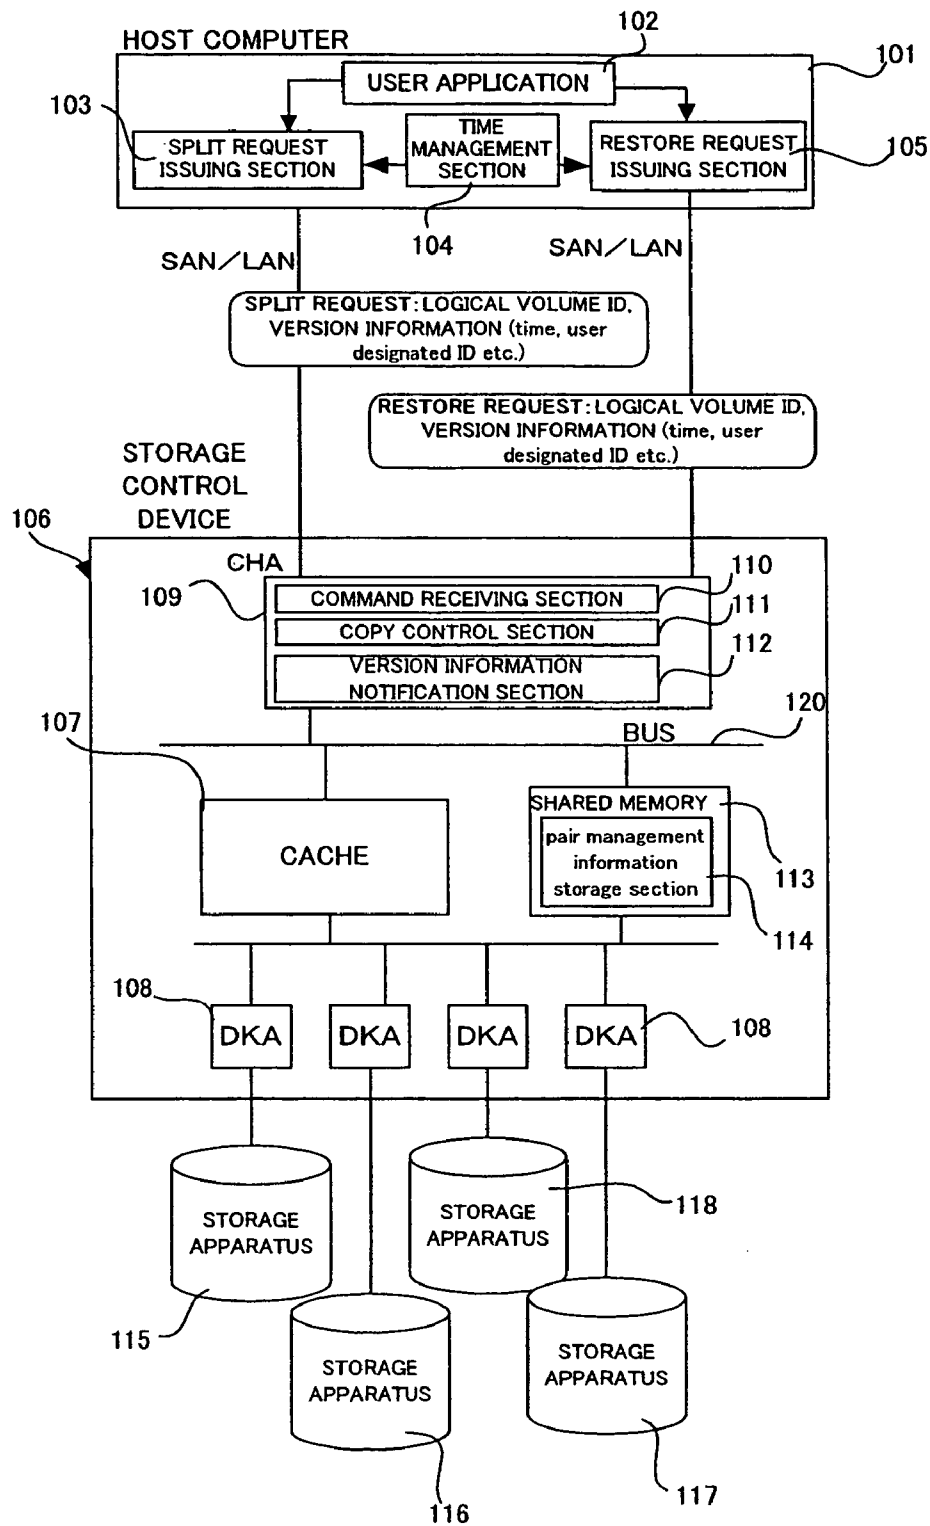 HOST COMPUTER
102
101
USER APPLICATION
103
SPLIT REQUEST
ISSUING SECTION
TIME
MANAGEMENT
SECTION
RESTORE REQUEST
ISSUING SECTION
105
104
SAN/LAN
SAN/LAN
SPLIT REQUEST:LOGICAL VOLUME ID,
VERSION INFORMATION (time, user
designated ID etc.)
RESTORE REQUEST:LOGICAL VOLUME ID,
VERSION INFORMATION (time, user
designated ID etc.)
STORAGE
CONTROL
DEVICE
106
CHA
109
COMMAND RECEIVING SECTION
110
COPY CONTROL SECTION
111
VERSION INFORMATION
NOTIFICATION SECTION
112
107
BUS
120
CACHE
SHARED MEMORY
pair management
information
storage section
113
114
108
DKA
DKA
DKA
DKA
108
STORAGE
APPARATUS
115
STORAGE
APPARATUS
118
STORAGE
APPARATUS
116
STORAGE
APPARATUS
117